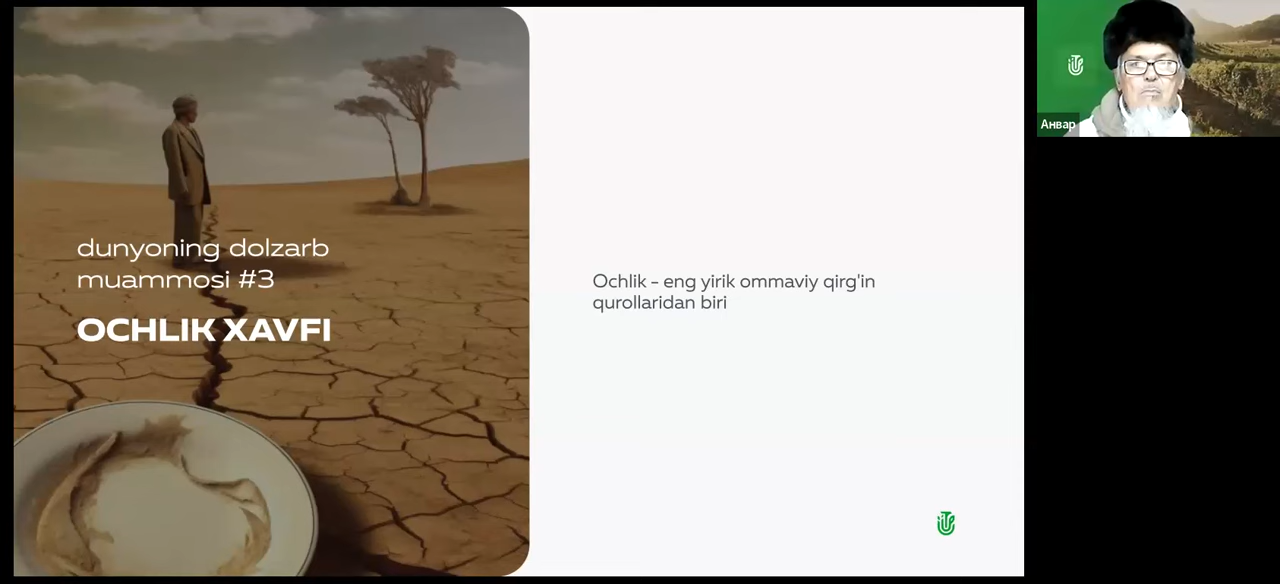 dunyoning dolzarb
muammosi #3
OCHLIK XAVFI
Ochlik - eng yirik ommaviy qirg'in
qurollaridan biri
Анвар